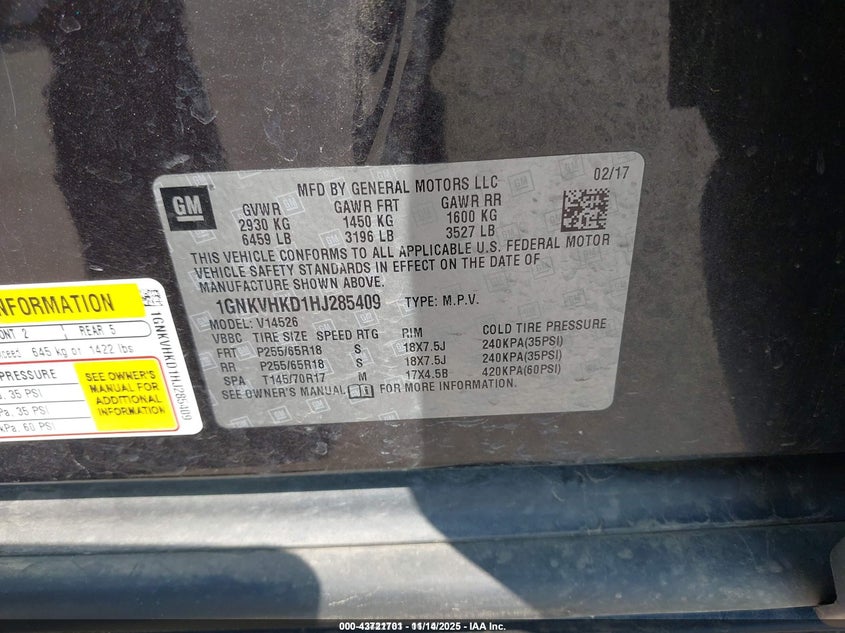 GM
MFD BY GENERAL MOTORS LLC
02/17
GVWR GAWR FRT GAWR RR
2930 KG 1450 KG 1600 KG
6459 LB 3196 LB 3527 LB
THIS VEHICLE CONFORMS TO ALL APPLICABLE U.S. FEDERAL MOTOR
VEHICLE SAFETY STANDARDS IN EFFECT ON THE DATE OF
MANUFACTURE SHOWN ABOVE.
1GNKVHKD1HJ285409 TYPE: M.P.V.
MODEL: V14526
VBBC TIRE SIZE SPEED RTG RIM COLD TIRE PRESSURE
FRT P255/65R18 S 18X7.5J 240KPA(35PSI)
RR P255/65R18 S 18X7.5J 240KPA(35PSI)
SPA T145/70R17 M 17X4.5B 420KPA(60PSI)
SEE OWNER'S MANUAL FOR MORE INFORMATION.
INFORMATION
ONT 2 REAR 5
645 kg or 1422 lbs
PRESSURE
35 PSI
a, 35 PSI
kPa, 60 PSI
SEE OWNER'S
MANUAL FOR
ADDITIONAL
INFORMATION
1GNKVHKD1HJ285409
IAA Inc.